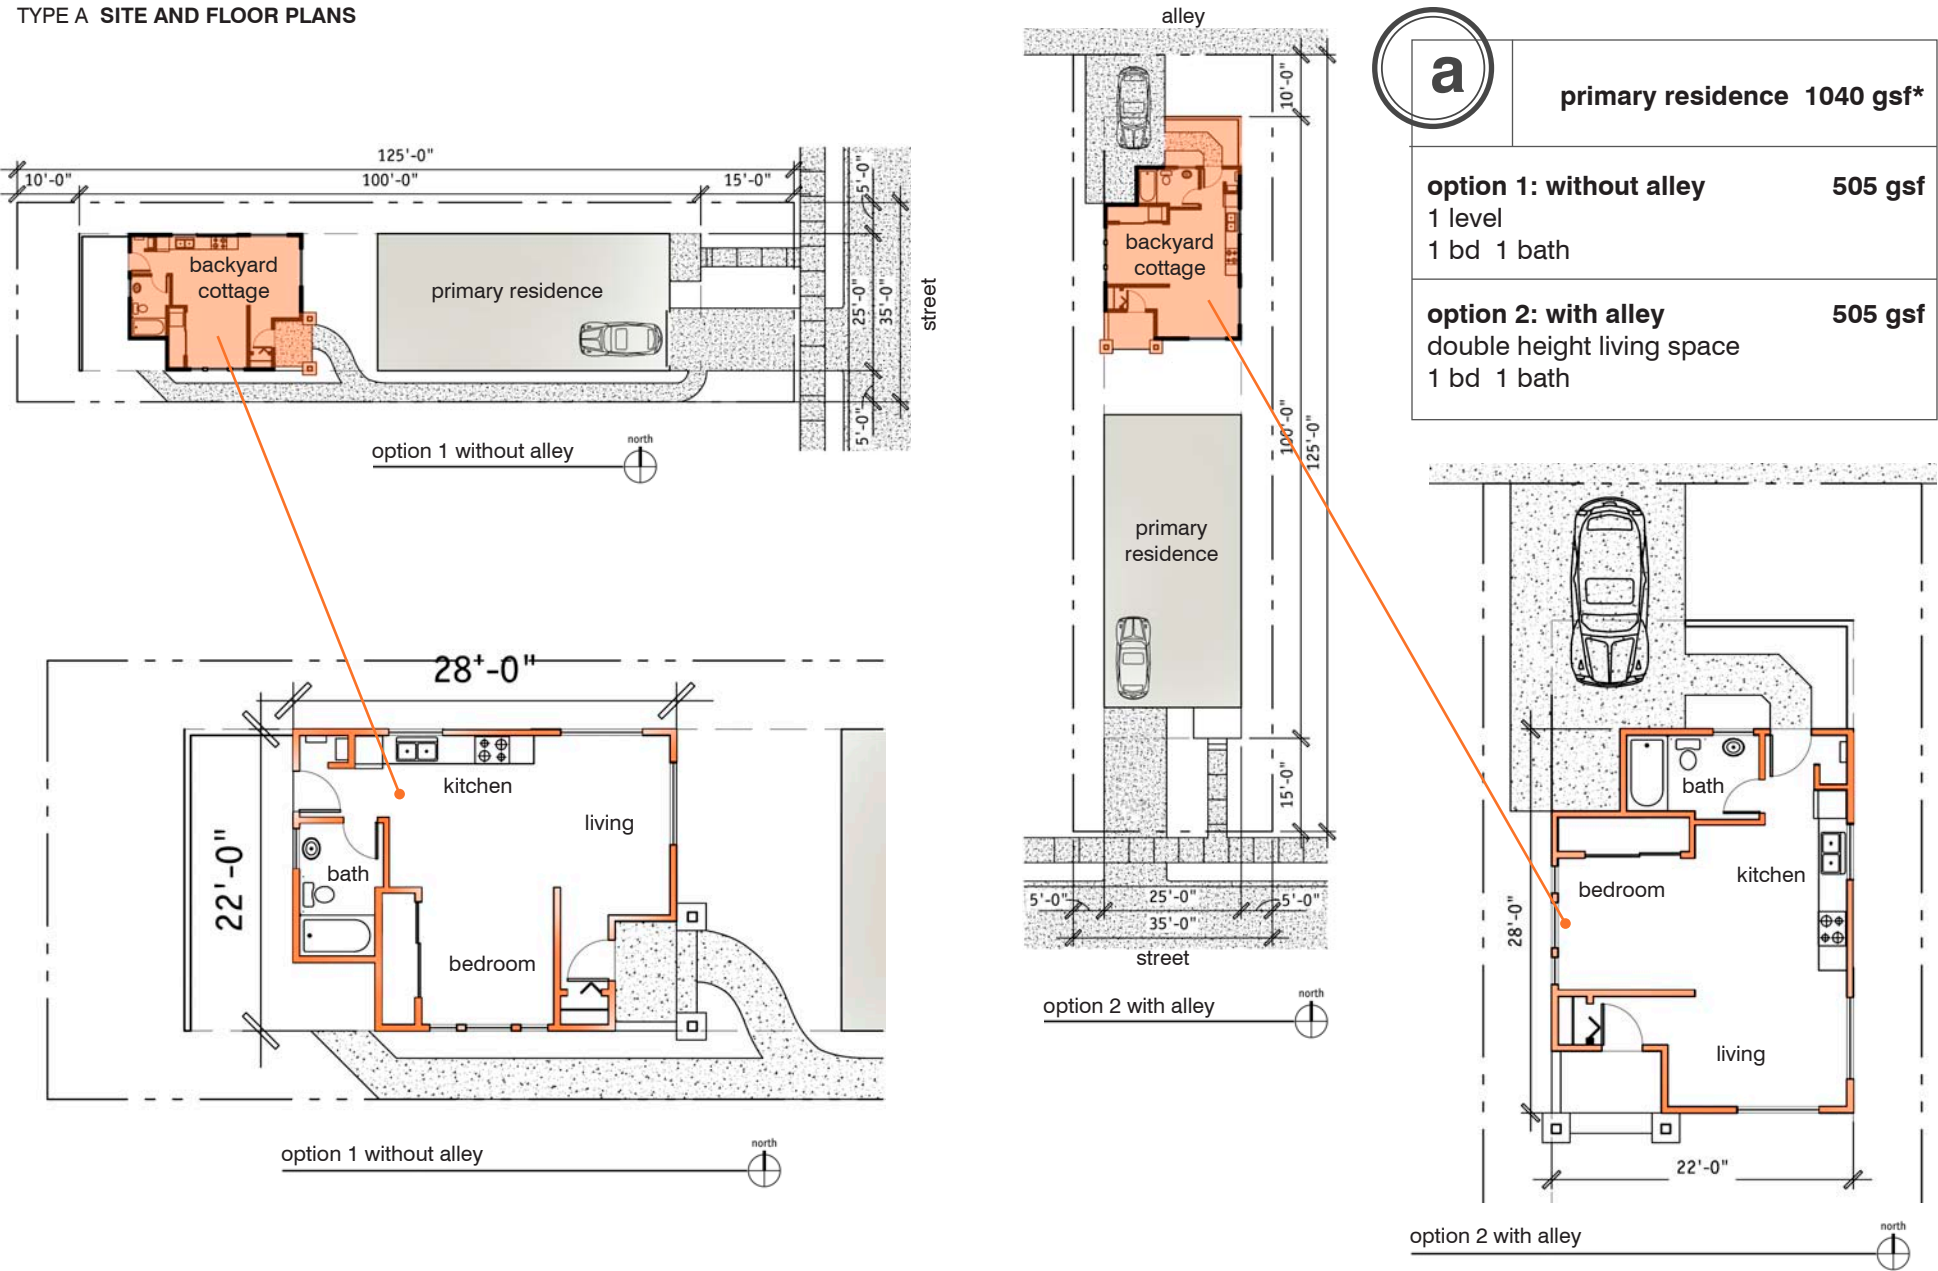 TYPE A SITE AND FLOOR PLANS
125'-0"
10'-0"
100'-0"
15'-0"
5'-0"
25'-0"
35'-0"
5'-0"
street
backyard
cottage
primary residence
option 1 without alley
north
28'-0"
22'-0"
kitchen
living
bath
bedroom
option 1 without alley
north
alley
10'-0"
backyard
cottage
100'-0"
125'-0"
primary
residence
15'-0"
5'-0"
25'-0"
5'-0"
35'-0"
street
option 2 with alley
north
a
primary residence 1040 gsf*
option 1: without alley 505 gsf
1 level
1 bd 1 bath
option 2: with alley 505 gsf
double height living space
1 bd 1 bath
bath
bedroom
kitchen
28'-0"
living
22'-0"
option 2 with alley
north